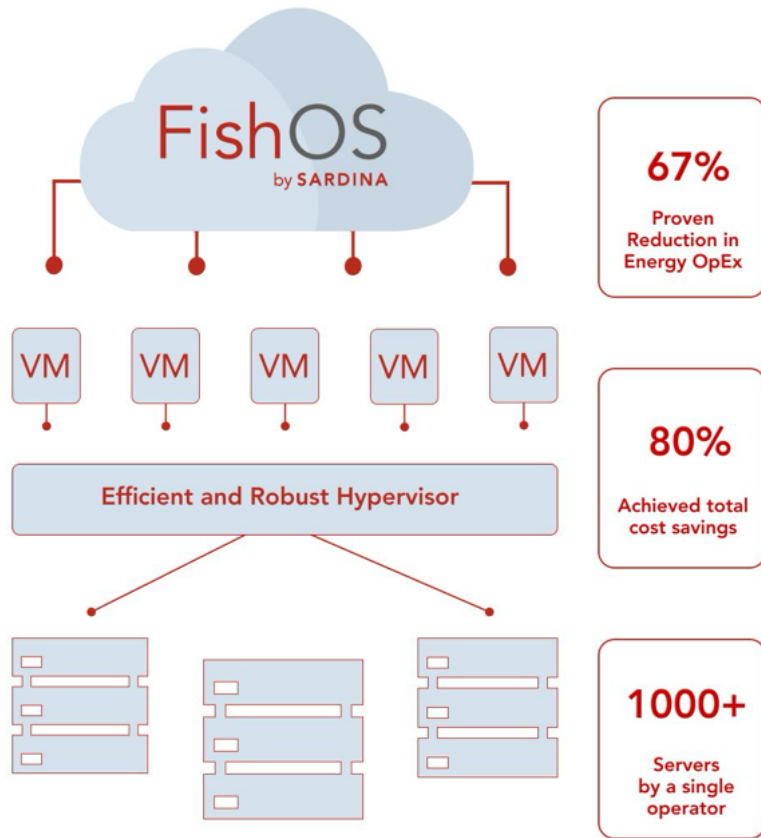 FishOS
by SARDINA
67%
Proven
Reduction in
Energy OpEx
VM VM VM VM VM
80%
Achieved total
cost savings
Efficient and Robust Hypervisor
1000+
Servers
by a single
operator